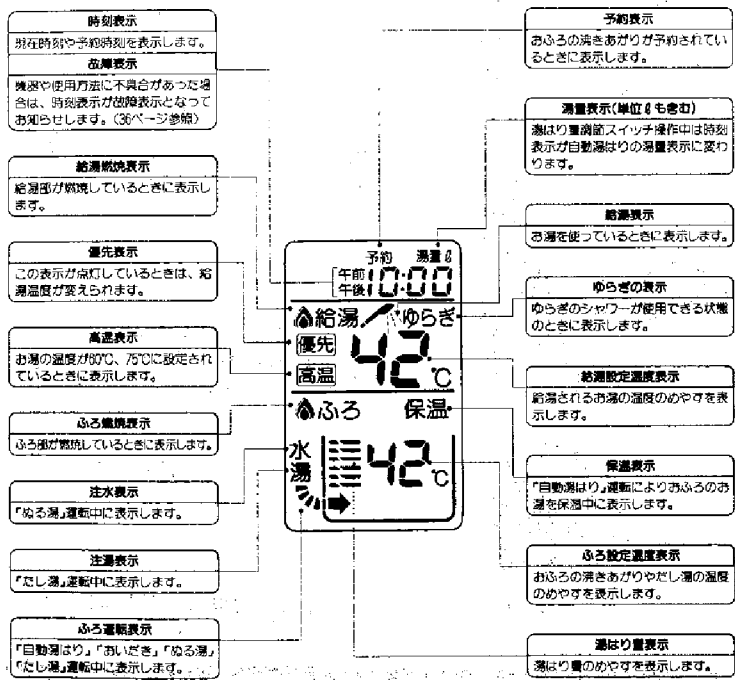 時刻表示
現在時刻や予約時刻を表示します。
故障表示
機器や使用方法に不具合があった場
合は、時刻表示が故障表示となって
お知らせします。（36ページ参照）
給湯燃焼表示
給湯部が燃焼しているときに表示し
ます。
優先表示
この表示が点灯しているときは、給
湯温度が変えられます。
高温表示
お湯の温度が60℃、75℃に設定され
ているときに表示します。
ふろ燃焼表示
ふろ部が燃焼しているときに表示します。
注水表示
「ぬる湯」運転中に表示します。
注湯表示
「たし湯」運転中に表示します。
ふろ運転表示
「自動湯はり」「おいだき」「ぬる湯」
「たし湯」運転中に表示します。
予約 湯量ℓ
午前
午後
10:00
給湯 ゆらぎ
優先
高温
42℃
ふろ 保温
水
湯
42℃
予約表示
おふろの沸きあがりが予約されてい
るときに表示します。
湯量表示(単位ℓも含む)
湯はり量調節スイッチ操作中は時刻
表示が自動湯はりの湯量表示に変わ
ります。
給湯表示
お湯を使っているときに表示します。
ゆらぎの表示
ゆらぎのシャワーが使用できる状態
のときに表示します。
給湯設定温度表示
給湯されるお湯の温度のめやすを表
示します。
保温表示
「自動湯はり」運転によりおふろのお
湯を保温中に表示します。
ふろ設定温度表示
おふろの沸きあがりやたし湯の温度
のめやすを表示します。
湯はり量表示
湯はり量のめやすを表示します。